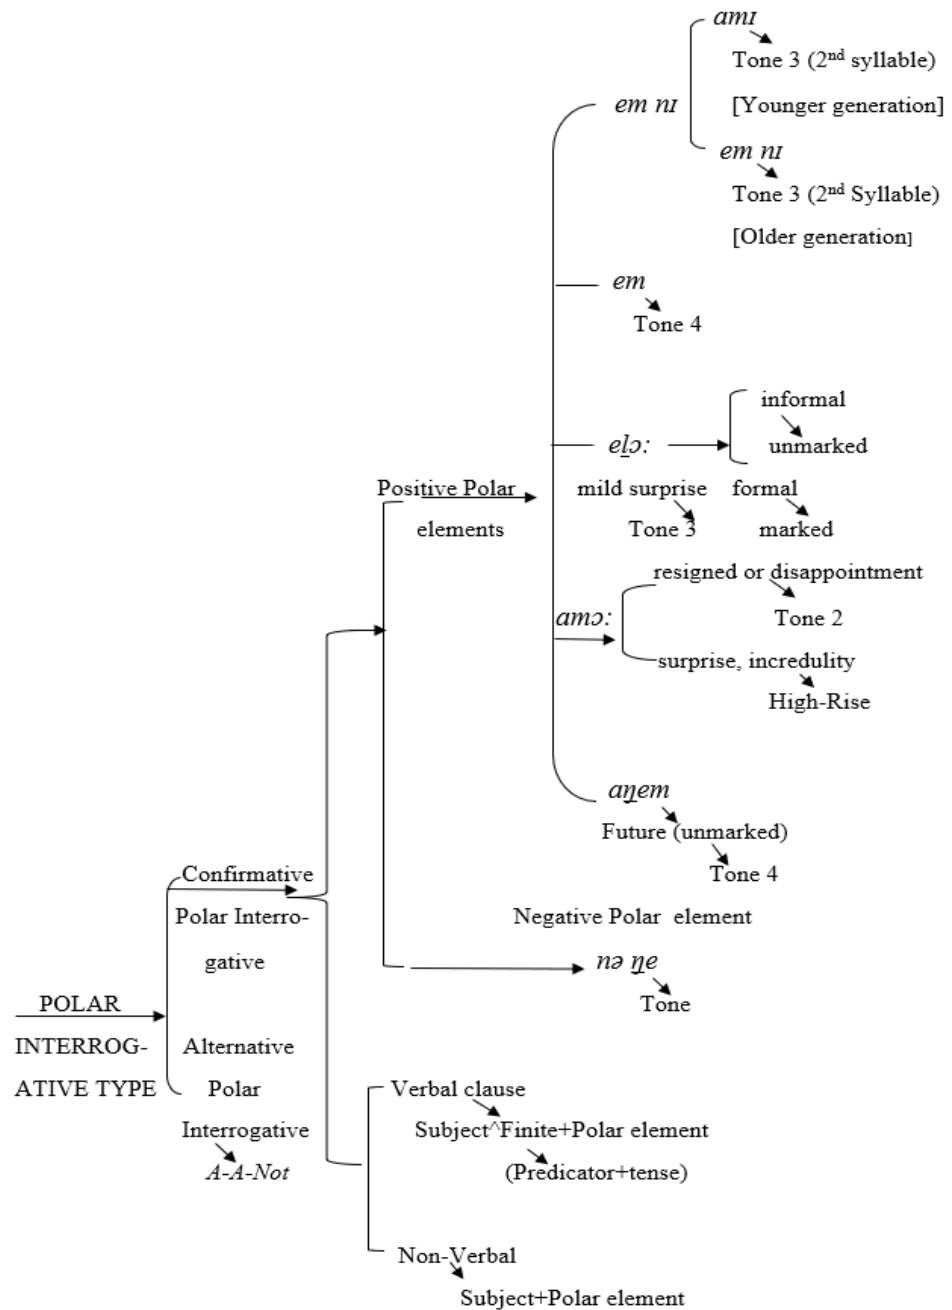 amɪ
Tone 3 (2nd syllable)
em nɪ
[Younger generation]
em nɪ
Tone 3 (2nd Syllable)
[Older generation]
em
Tone 4
informal
eḻɔ:
unmarked
Positive Polar
elements
mild surprise
formal
Tone 3
marked
resigned or disappointment
Tone 2
amɔ:
surprise, incredulity
High-Rise
aŋ̱em
Future (unmarked)
Tone 4
Confirmative
Polar Interro-
gative
Negative Polar element
nə ŋ̱ə
Tone
POLAR
INTERROG-
ATIVE TYPE
Alternative
Polar
Interrogative
A-A-Not
Verbal clause
Subject^Finite+Polar element
(Predicator+tense)
Non-Verbal
Subject+Polar element